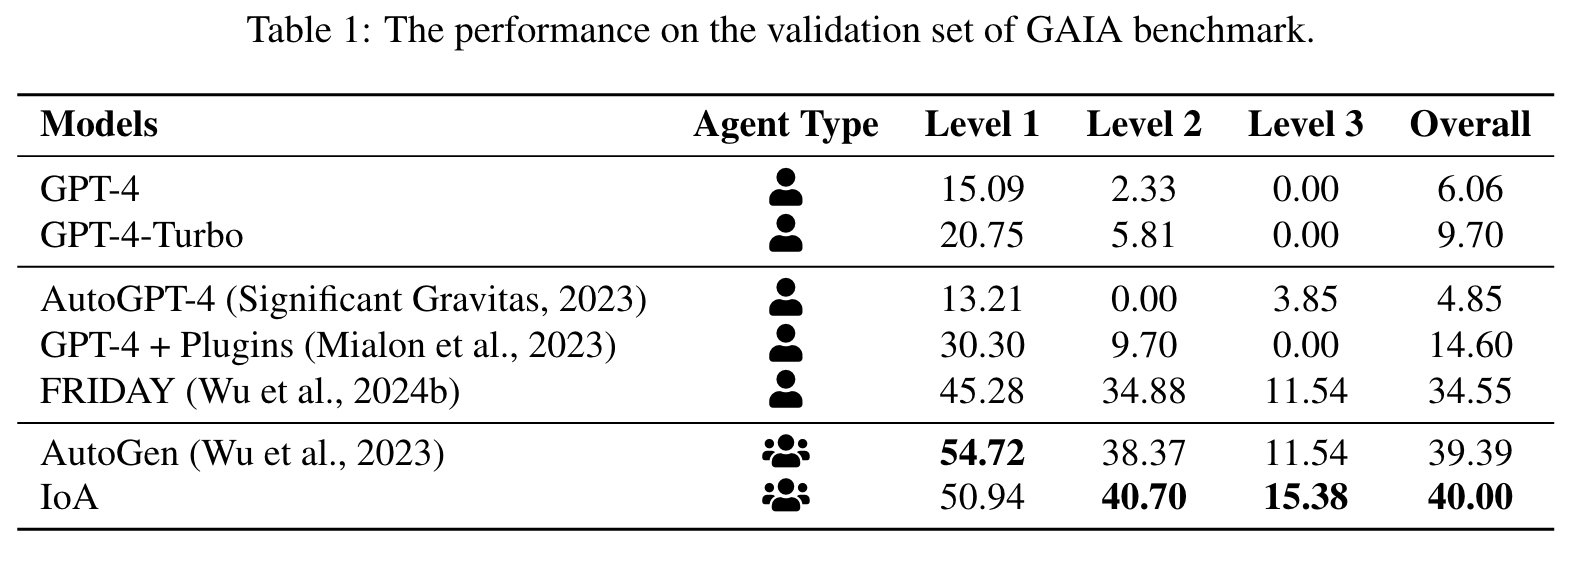 Table 1: The performance on the validation set of GAIA benchmark.
Models Agent Type Level 1 Level 2 Level 3 Overall
GPT-4 15.09 2.33 0.00 6.06
GPT-4-Turbo 20.75 5.81 0.00 9.70
AutoGPT-4 (Significant Gravitas, 2023) 13.21 0.00 3.85 4.85
GPT-4 + Plugins (Mialon et al., 2023) 30.30 9.70 0.00 14.60
FRIDAY (Wu et al., 2024b) 45.28 34.88 11.54 34.55
AutoGen (Wu et al., 2023) 54.72 38.37 11.54 39.39
IoA 50.94 40.70 15.38 40.00